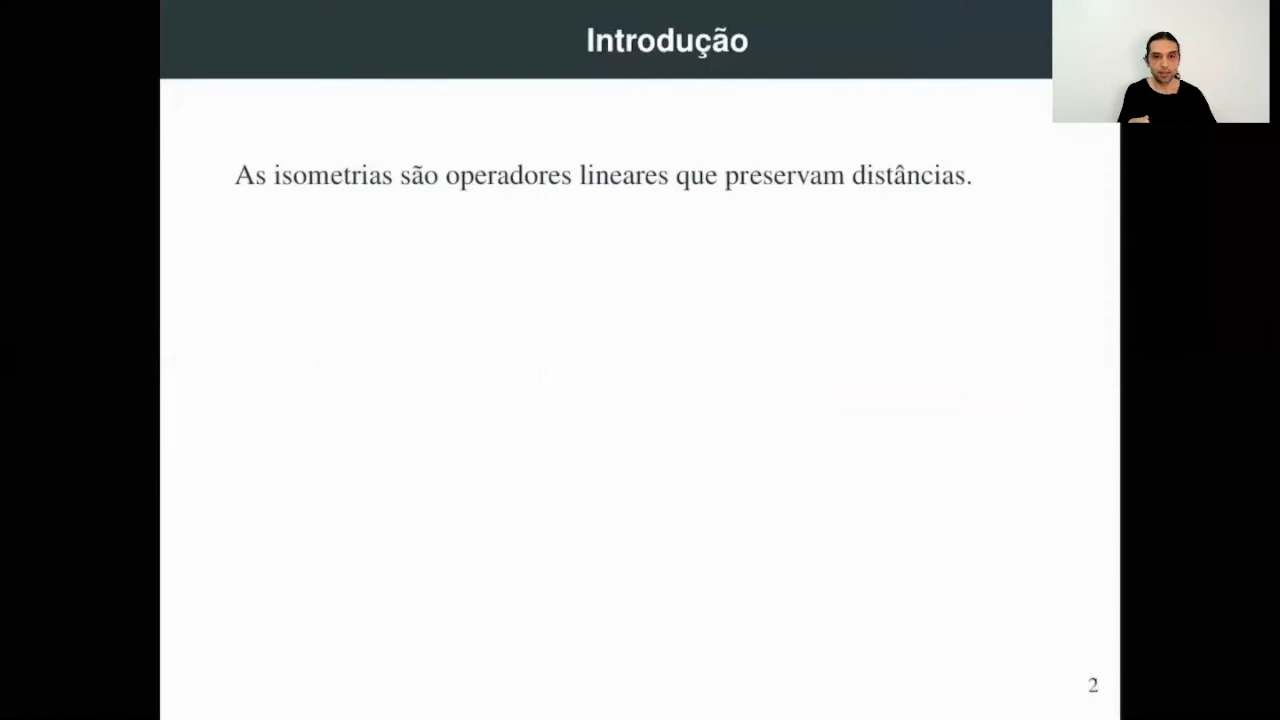 Introdução
As isometrias são operadores lineares que preservam distâncias.
2